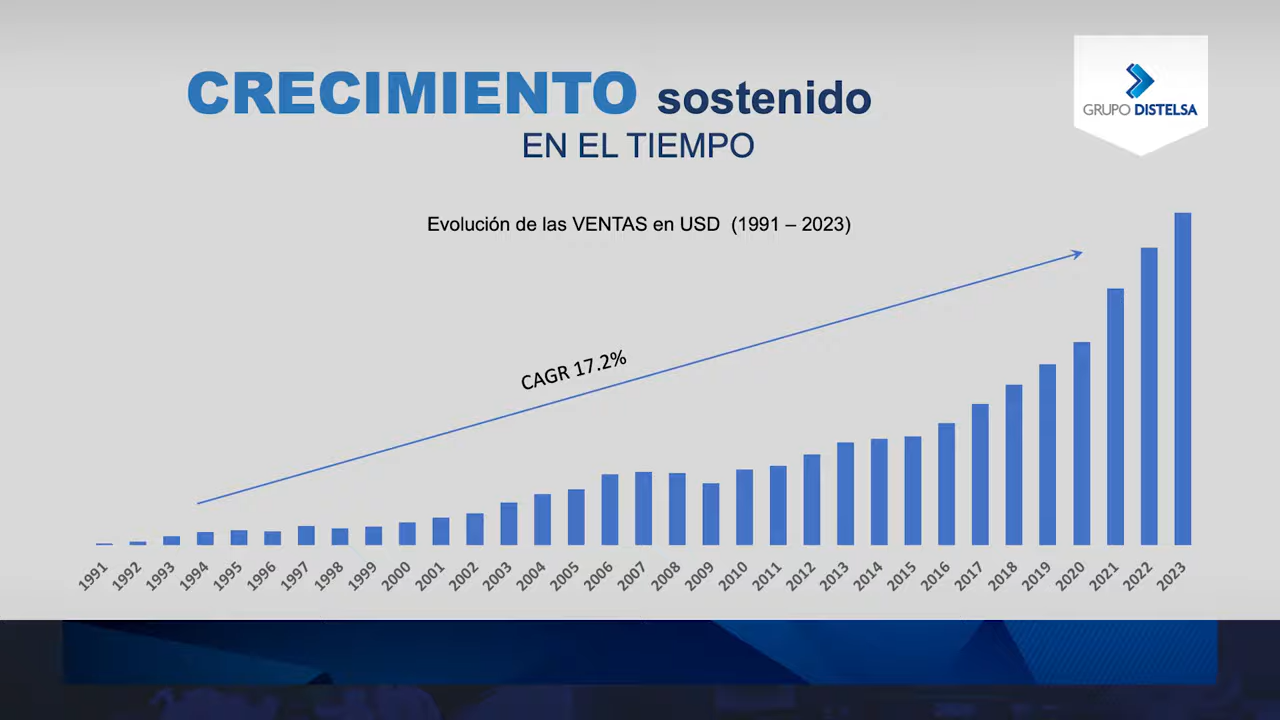 CRECIMIENTO sostenido
EN EL TIEMPO
GRUPO DISTELSA
Evolución de las VENTAS en USD (1991 – 2023)
CAGR 17.2%
1991 1992 1993 1994 1995 1996 1997 1998 1999 2000 2001 2002 2003 2004 2005 2006 2007 2008 2009 2010 2011 2012 2013 2014 2015 2016 2017 2018 2019 2020 2021 2022 2023